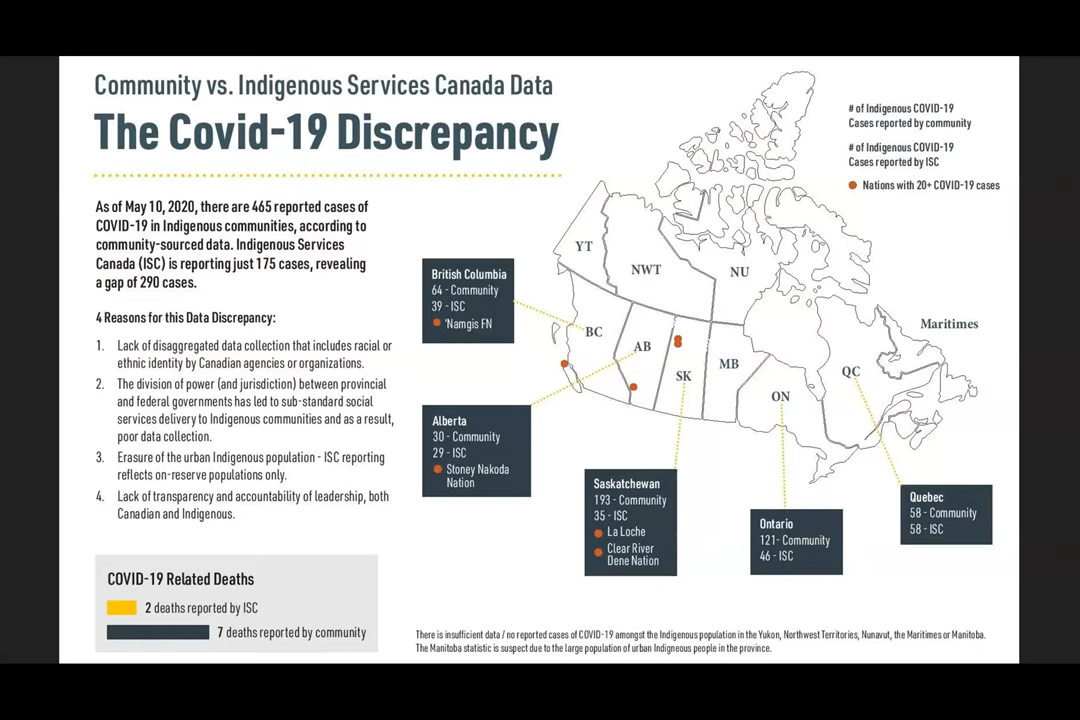 Community vs. Indigenous Services Canada Data
The Covid-19 Discrepancy
As of May 10, 2020, there are 465 reported cases of
COVID-19 in Indigenous communities, according to
community-sourced data. Indigenous Services
Canada (ISC) is reporting just 175 cases, revealing
a gap of 290 cases.
4 Reasons for this Data Discrepancy:
1. Lack of disaggregated data collection that includes racial or
ethnic identity by Canadian agencies or organizations.
2. The division of power (and jurisdiction) between provincial
and federal governments has led to sub-standard social
services delivery to Indigenous communities and as a result,
poor data collection.
3. Erasure of the urban Indigenous population - ISC reporting
reflects on-reserve populations only.
4. Lack of transparency and accountability of leadership, both
Canadian and Indigenous.
COVID-19 Related Deaths
2 deaths reported by ISC
7 deaths reported by community
# of Indigenous COVID-19
Cases reported by community
# of Indigenous COVID-19
Cases reported by ISC
Nations with 20+ COVID-19 cases
YT
NWT
NU
BC
AB
SK
MB
ON
QC
Maritimes
British Columbia
64 - Community
39 - ISC
'Namgis FN
Alberta
30 - Community
29 - ISC
Stoney Nakoda
Nation
Saskatchewan
193 - Community
35 - ISC
La Loche
Clear River
Dene Nation
Ontario
121- Community
46 - ISC
Quebec
58 - Community
58 - ISC
There is insufficient data / no reported cases of COVID-19 amongst the Indigenous population in the Yukon, Northwest Territories, Nunavut, the Maritimes or Manitoba.
The Manitoba statistic is suspect due to the large population of urban Indigneous people in the province.